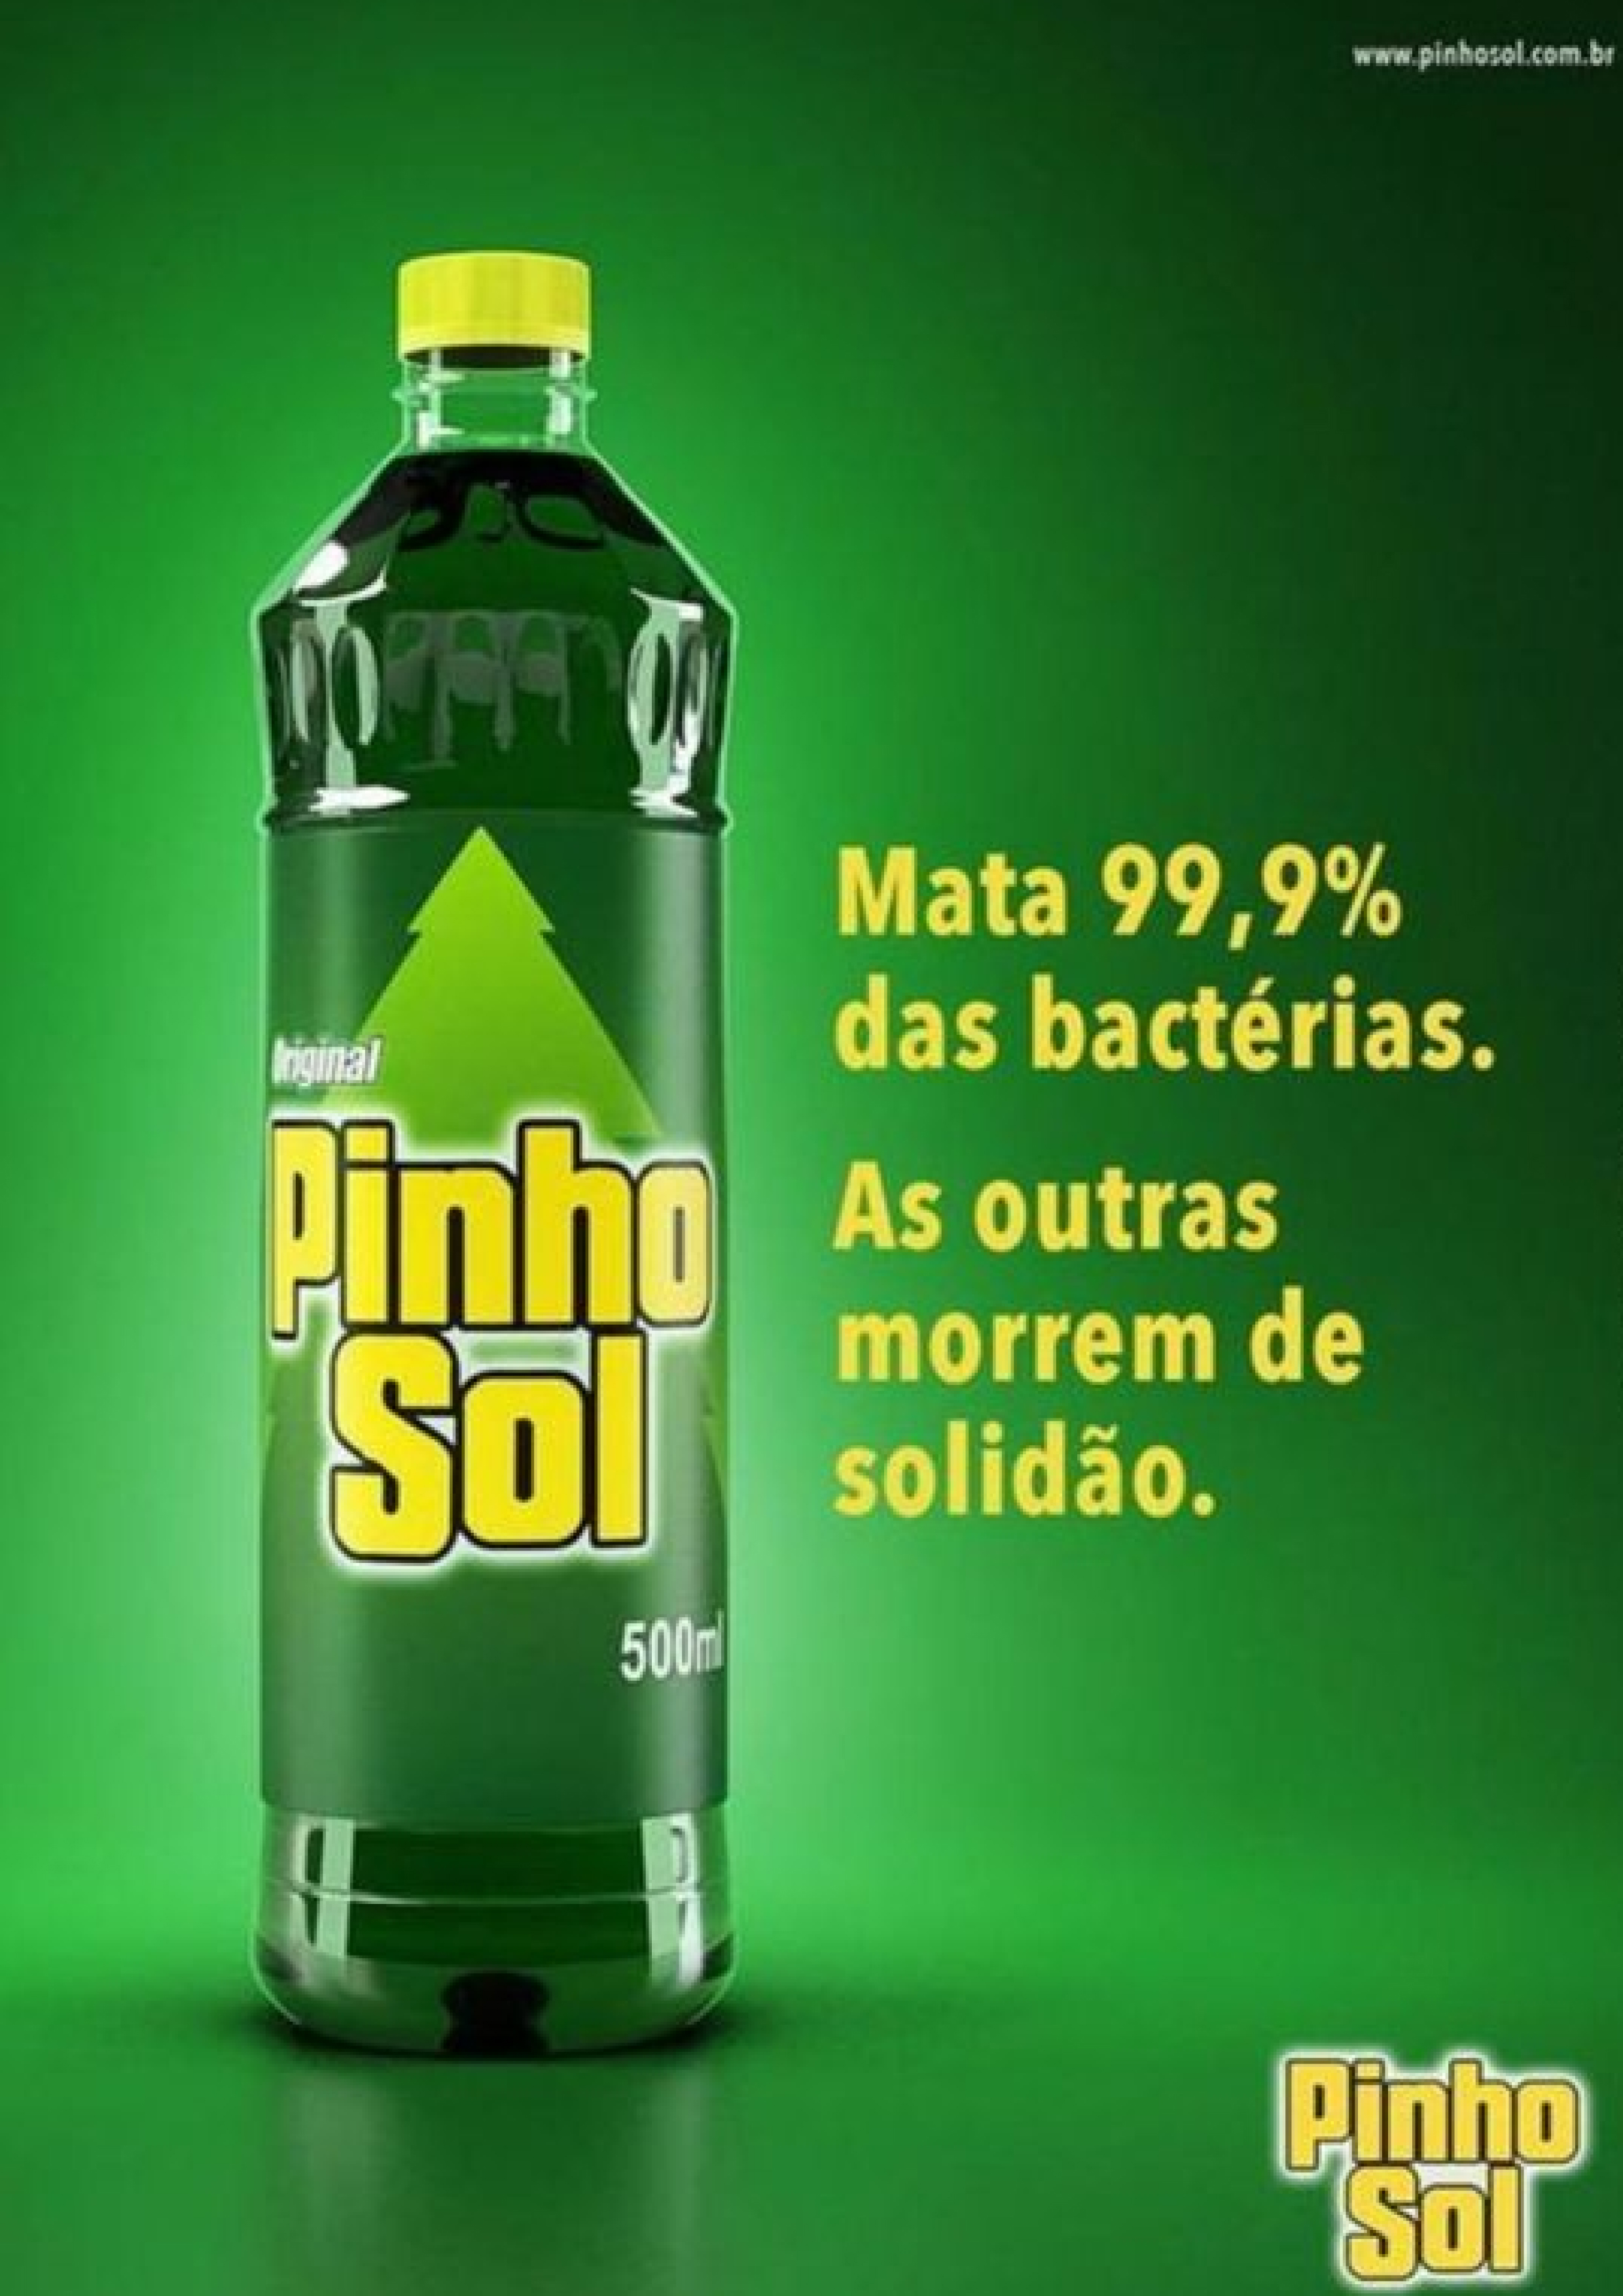 www.pinhosol.com.br
Original
Pinho
Sol
500ml
Mata 99,9%
das bactérias.
As outras
morrem de
solidão.
Pinho
Sol